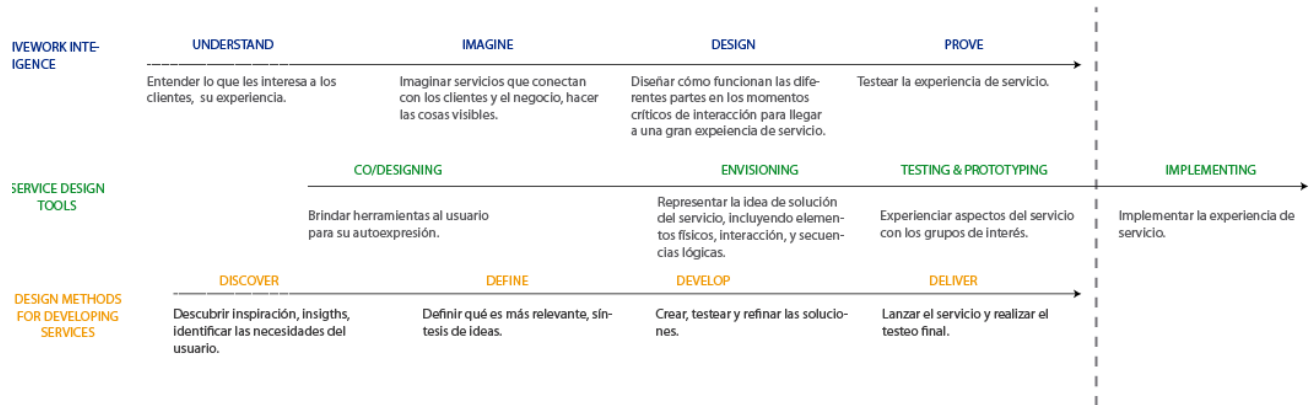 IVEWORK INTE-
IGENCE
UNDERSTAND
IMAGINE
DESIGN
PROVE
Entender lo que les interesa a los
clientes, su experiencia.
Imaginar servicios que conectan
con los clientes y el negocio, hacer
las cosas visibles.
Diseñar cómo funcionan las dife-
rentes partes en los momentos
críticos de interacción para llegar
a una gran expeiencia de servicio.
Testear la experiencia de servicio.
SERVICE DESIGN
TOOLS
CO/DESIGNING
ENVISIONING
TESTING & PROTOTYPING
IMPLEMENTING
Brindar herramientas al usuario
para su autoexpresión.
Representar la idea de solución
del servicio, incluyendo elemen-
tos físicos, interacción, y secuen-
cias lógicas.
Experienciar aspectos del servicio
con los grupos de interés.
Implementar la experiencia de
servicio.
DESIGN METHODS
FOR DEVELOPING
SERVICES
DISCOVER
DEFINE
DEVELOP
DELIVER
Descubrir inspiración, insigths,
identificar las necesidades del
usuario.
Definir qué es más relevante, sín-
tesis de ideas.
Crear, testear y refinar las solucio-
nes.
Lanzar el servicio y realizar el
testeo final.